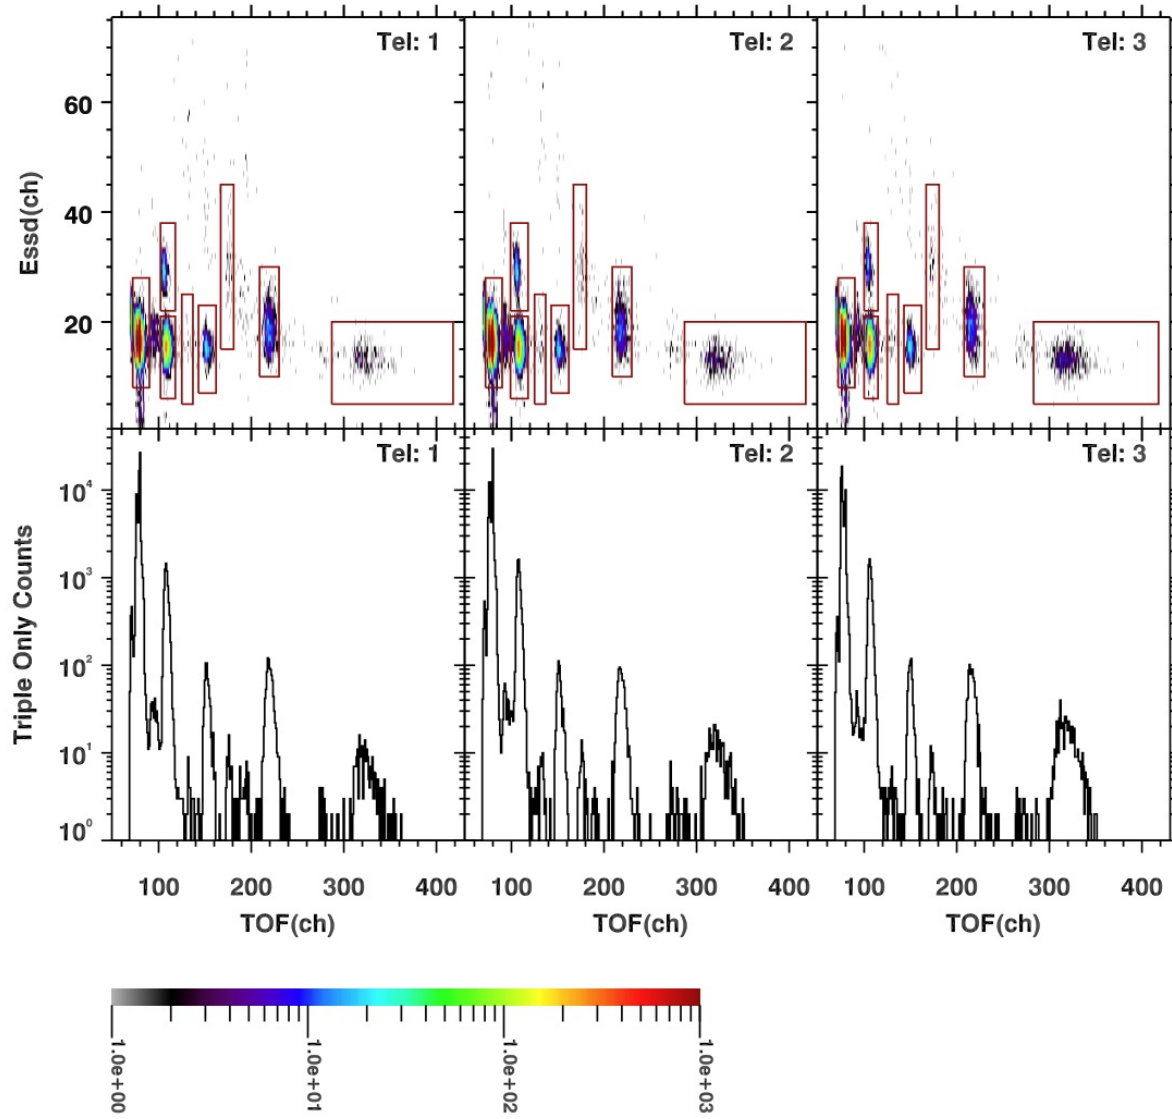 Tel: 1
Tel: 2
Tel: 3
60
40
20
Essd(ch)
Tel: 1
Tel: 2
Tel: 3
10⁴
10³
10²
10¹
10⁰
Triple Only Counts
100 200 300 400 100 200 300 400 100 200 300 400
TOF(ch) TOF(ch) TOF(ch)
1.0e+00 1.0e+01 1.0e+02 1.0e+03